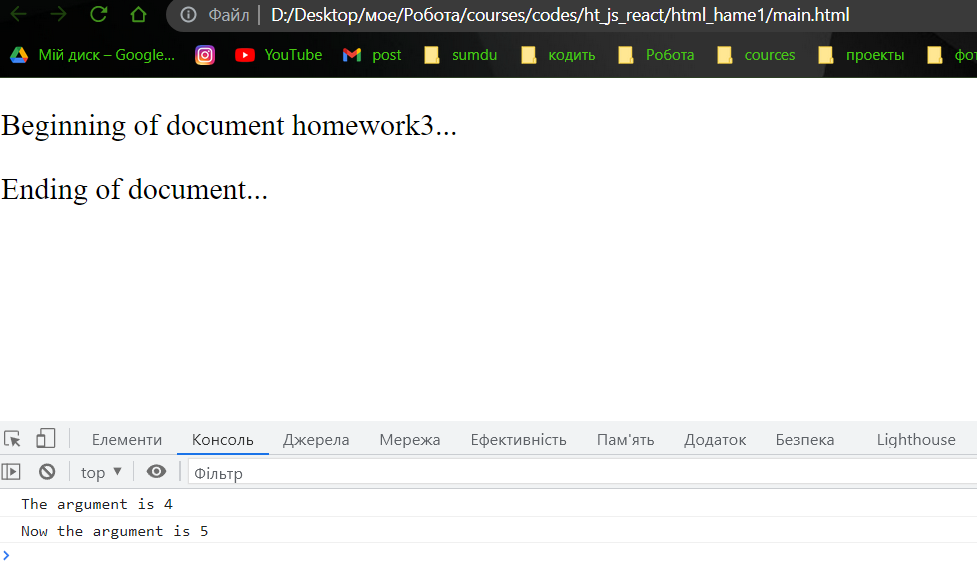 Файл D:/Desktop/мое/Робота/courses/codes/ht_js_react/html_hame1/main.html
Мій диск – Google... YouTube post sumdu кодить Робота cources проекты фот
Beginning of document homework3...
Ending of document...
Елементи Консоль Джерела Мережа Ефективність Пам'ять Додаток Безпека Lighthouse
top Фільтр
The argument is 4
Now the argument is 5